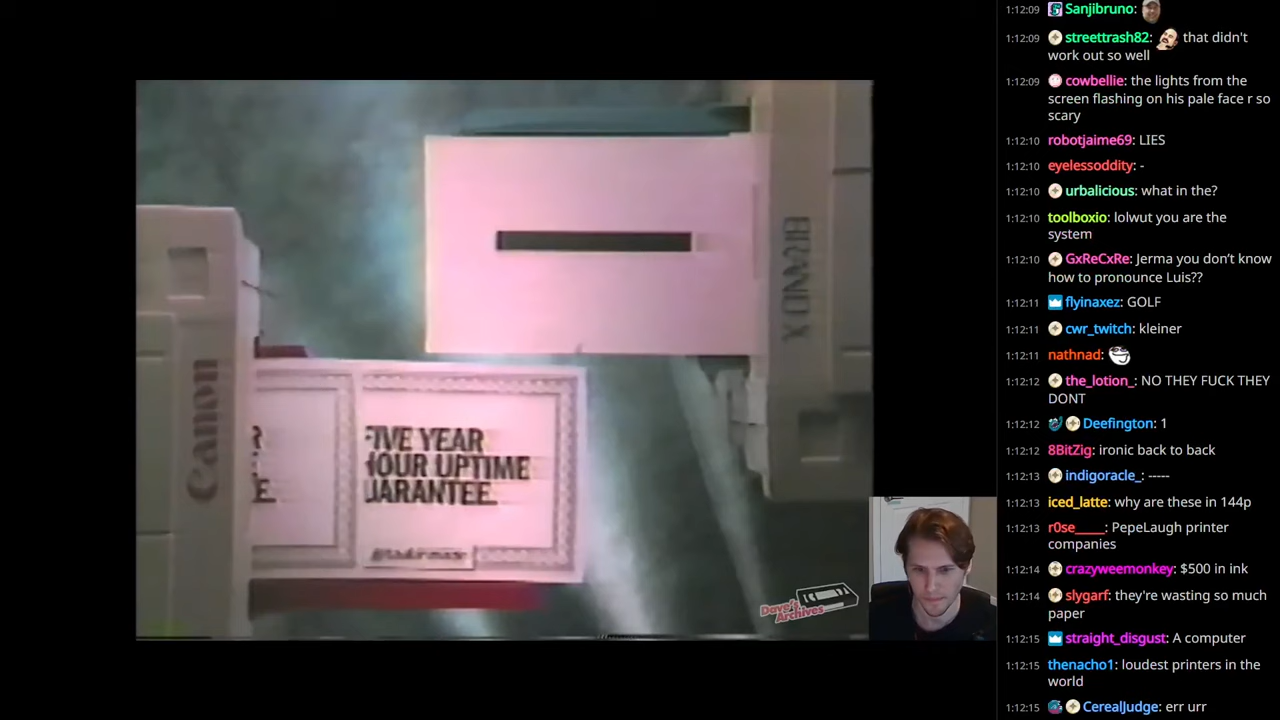 BRAND X
Canon
R
E.
FIVE YEAR
HOUR UPTIME
UARANTEE.
Dave's
Archives
1:12:09 Sanjibruno:
1:12:09 streettrash82: that didn't
work out so well
1:12:09 cowbellie: the lights from the
screen flashing on his pale face r so
scary
1:12:10 robotjaime69: LIES
1:12:10 eyelessoddity: -
1:12:10 urbalicious: what in the?
1:12:10 toolboxio: lolwut you are the
system
1:12:10 GxReCxRe: Jerma you don't know
how to pronounce Luis??
1:12:11 flyinaxez: GOLF
1:12:11 cwr_twitch: kleiner
1:12:11 nathnad:
1:12:12 the_lotion_: NO THEY FUCK THEY
DONT
1:12:12 Deefington: 1
1:12:12 8BitZig: ironic back to back
1:12:13 indigoracle_: -----
1:12:13 iced_latte: why are these in 144p
1:12:13 r0se_____: PepeLaugh printer
companies
1:12:14 crazyweemonkey: $500 in ink
1:12:14 slygarf: they're wasting so much
paper
1:12:15 straight_disgust: A computer
1:12:15 thenacho1: loudest printers in the
world
1:12:15 CerealJudge: err urr